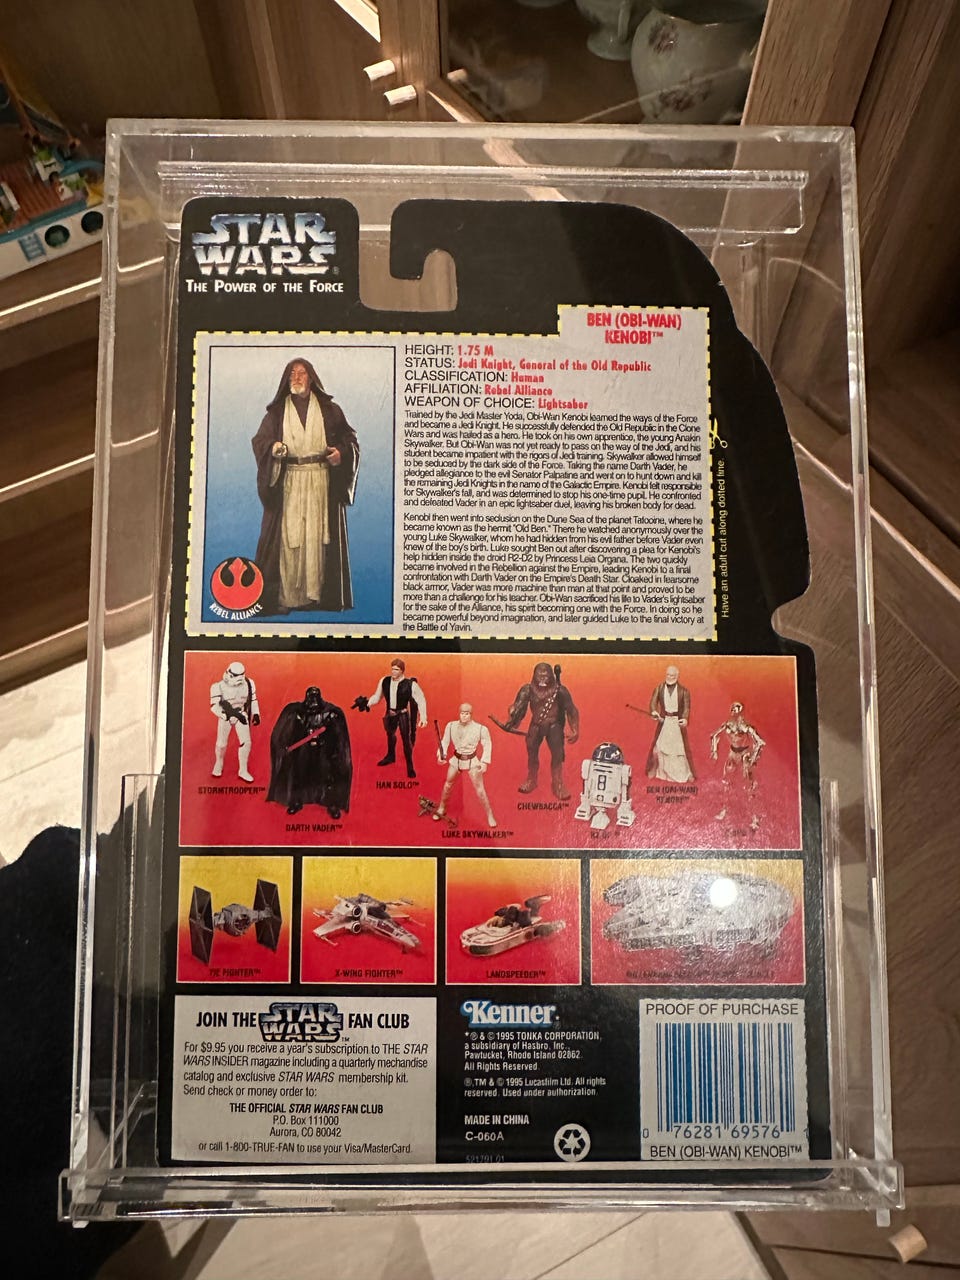 STAR
WARS®
THE POWER OF THE FORCE
BEN (OBI-WAN)
KENOBI™
HEIGHT: 1.75 M
STATUS: Jedi Knight, General of the Old Republic
CLASSIFICATION: Human
AFFILIATION: Rebel Alliance
WEAPON OF CHOICE: Lightsaber
Trained by the Jedi Master Yoda, Obi-Wan Kenobi learned the ways of the Force
and became a Jedi Knight. He successfully defended the Old Republic in the Clone
Wars and was hailed as a hero. He took on his own apprentice, the young Anakin
Skywalker. But Obi-Wan was not yet ready to pass on the way of the Jedi, and his
student became impatient with the rigors of Jedi training. Skywalker allowed himself
to be seduced by the dark side of the Force. Taking the name Darth Vader, he
pledged allegiance to the evil Senator Palpatine and went on to hunt down and kill
the remaining Jedi Knights in the name of the Galactic Empire. Kenobi felt responsible
for Skywalker's fall, and was determined to stop his one-time pupil. He confronted
and defeated Vader in an epic lightsaber duel, leaving his broken body for dead.
Kenobi then went into seclusion on the Dune Sea of the planet Tatooine, where he
became known as the hermit "Old Ben." There he watched anonymously over the
young Luke Skywalker, whom he had hidden from his evil father before Vader even
knew of the boy's birth. Luke sought Ben out after discovering a plea for Kenobi's
help hidden inside the droid R2-D2 by Princess Leia Organa. The two quickly
became involved in the Rebellion against the Empire, leading Kenobi to a final
confrontation with Darth Vader on the Empire's Death Star. Cloaked in fearsome
black armor, Vader was more machine than man at that point and proved to be
more than a challenge for his teacher. Obi-Wan sacrificed his life to Vader's lightsaber
for the sake of the Alliance, his spirit becoming one with the Force. In doing so he
became powerful beyond imagination, and later guided Luke to the final victory at
the Battle of Yavin.
REBEL ALLIANCE
Have an adult cut along dotted line.
STORMTROOPER™
DARTH VADER™
HAN SOLO™
LUKE SKYWALKER™
CHEWBACCA™
BEN (OBI-WAN)
KENOBI™
TIE FIGHTER™
X-WING FIGHTER™
LANDSPEEDER™
JOIN THE STAR WARS™ FAN CLUB
For $9.95 you receive a year's subscription to THE STAR
WARS INSIDER magazine including a quarterly merchandise
catalog and exclusive STAR WARS membership kit.
Send check or money order to:
THE OFFICIAL STAR WARS FAN CLUB
P.O. Box 111000
Aurora, CO 80042
or call 1-800-TRUE-FAN to use your Visa/MasterCard.
Kenner®
*® & © 1995 TONKA CORPORATION,
a subsidiary of Hasbro, Inc.,
Pawtucket, Rhode Island 02862.
All Rights Reserved.
®,TM & © 1995 Lucasfilm Ltd. All rights
reserved. Used under authorization.
MADE IN CHINA
C-060A
521791.01
PROOF OF PURCHASE
0 76281 69576 1
BEN (OBI-WAN) KENOBI™